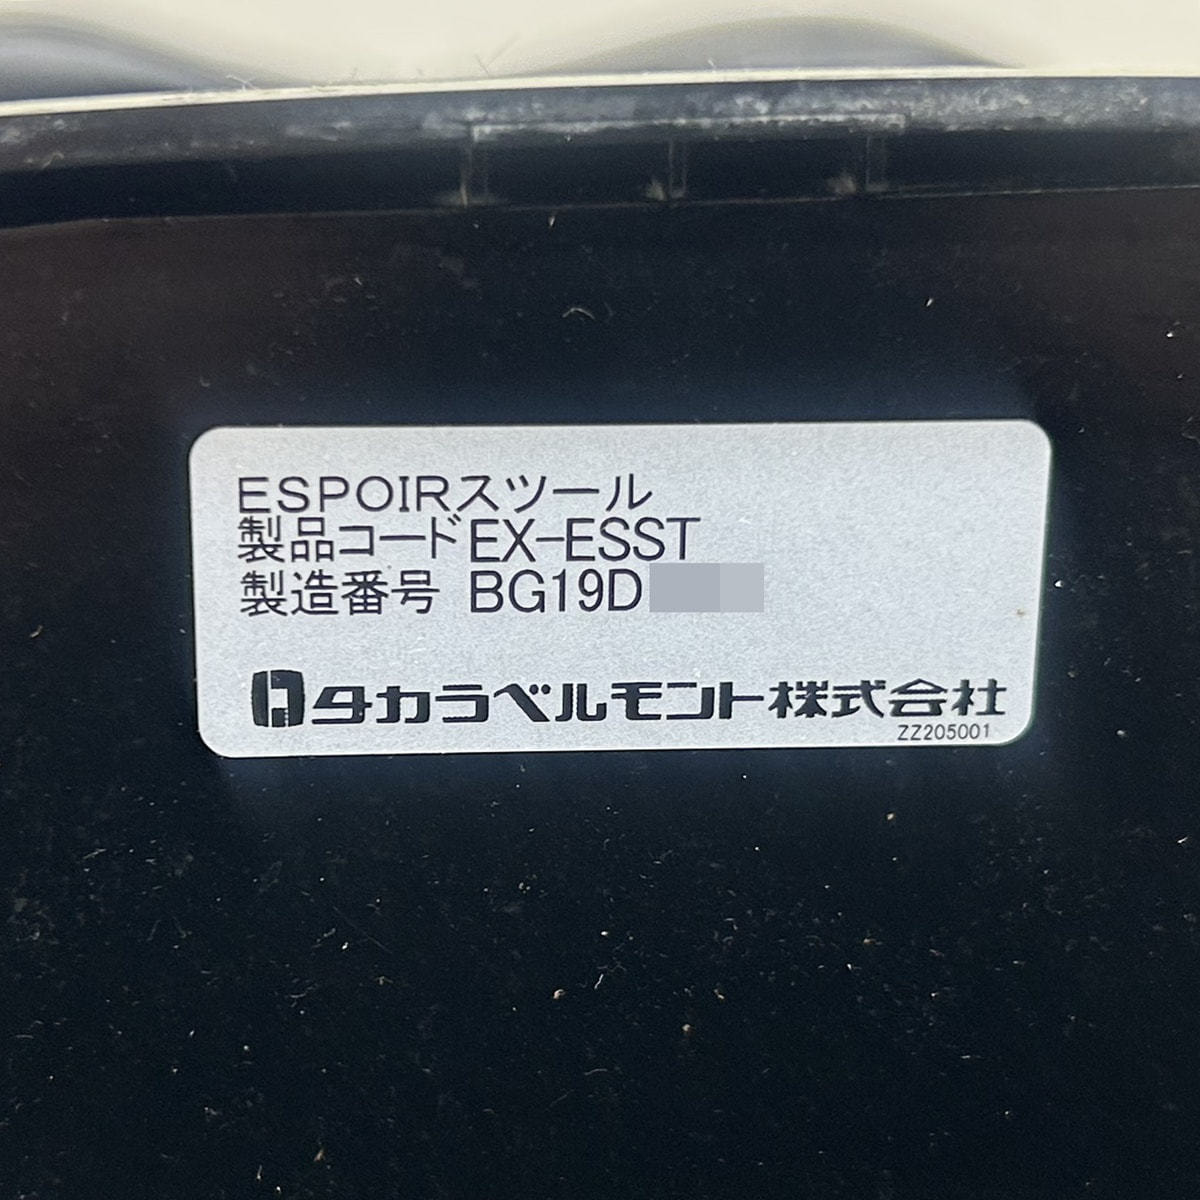 ESPOIRスツール
製品コードEX-ESST
製造番号 BG19D
タカラベルモント株式会社
ZZ205001